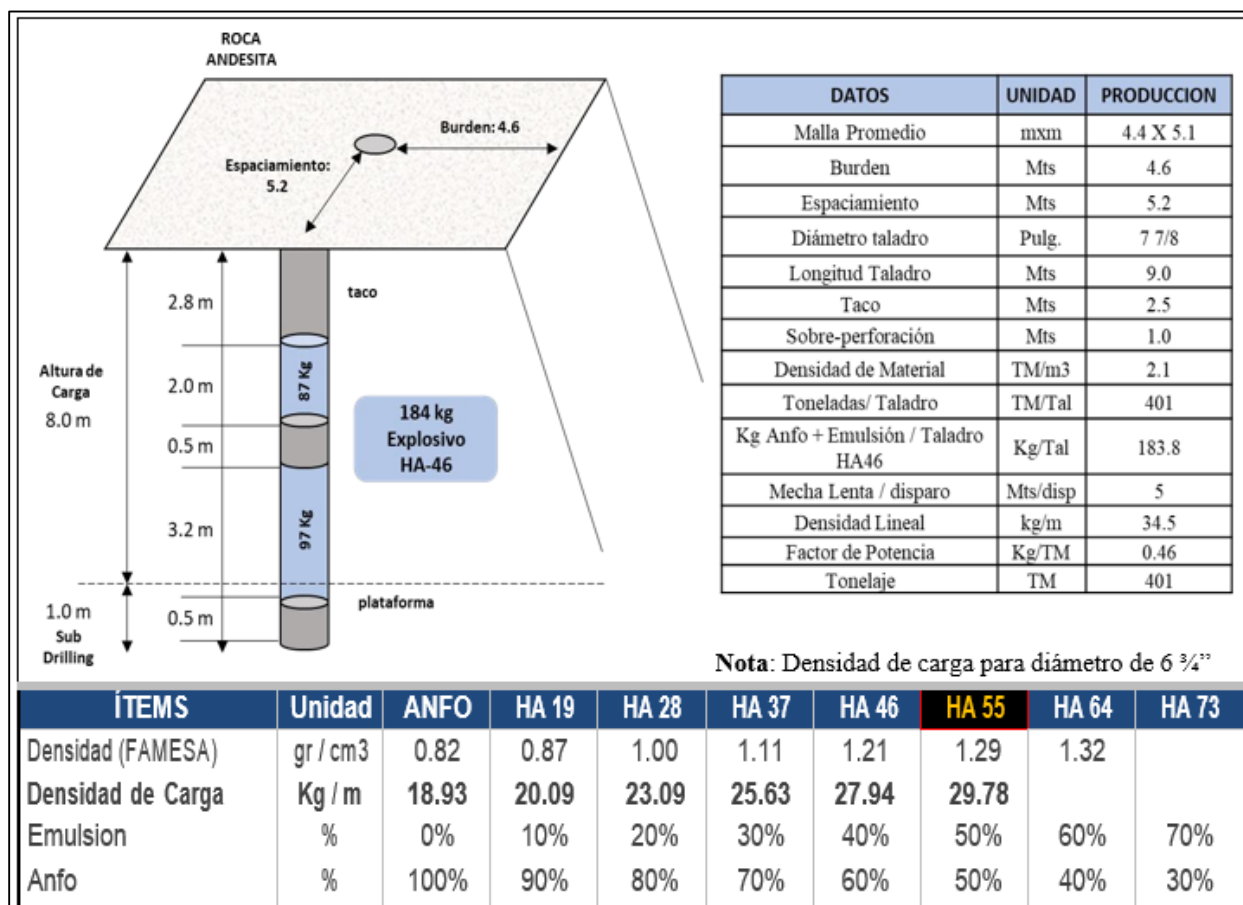 ROCA
ANDESITA
Burden: 4.6
Espaciamiento:
5.2
2.8 m
taco
Altura de
Carga
8.0 m
2.0 m
87 Kg
0.5 m
184 kg
Explosivo
HA-46
3.2 m
97 Kg
1.0 m
Sub
Drilling
0.5 m
plataforma
DATOS UNIDAD PRODUCCION
Malla Promedio mxm 4.4 X 5.1
Burden Mts 4.6
Espaciamiento Mts 5.2
Diámetro taladro Pulg. 7 7/8
Longitud Taladro Mts 9.0
Taco Mts 2.5
Sobre-perforación Mts 1.0
Densidad de Material TM/m3 2.1
Toneladas/ Taladro TM/Tal 401
Kg Anfo + Emulsión / Taladro
HA46 Kg/Tal 183.8
Mecha Lenta / disparo Mts/disp 5
Densidad Lineal kg/m 34.5
Factor de Potencia Kg/TM 0.46
Tonelaje TM 401
Nota: Densidad de carga para diámetro de 6 ¾”
ÍTEMS Unidad ANFO HA 19 HA 28 HA 37 HA 46 HA 55 HA 64 HA 73
Densidad (FAMESA) gr / cm3 0.82 0.87 1.00 1.11 1.21 1.29 1.32
Densidad de Carga Kg / m 18.93 20.09 23.09 25.63 27.94 29.78
Emulsion % 0% 10% 20% 30% 40% 50% 60% 70%
Anfo % 100% 90% 80% 70% 60% 50% 40% 30%